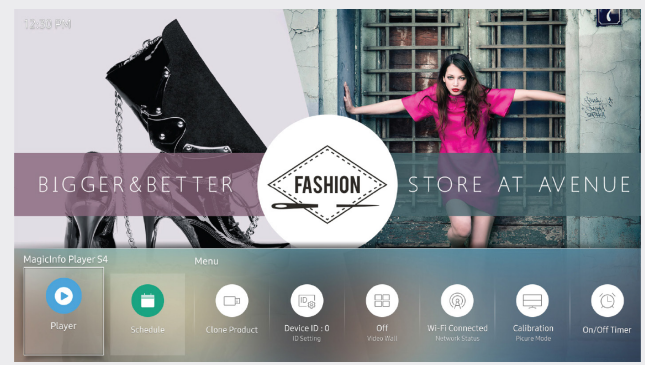 12:30 PM
BIGGER&BETTER
FASHION
STORE AT AVENUE
MagicInfo Player S4
Menu
Player
Schedule
Clone Product
Device ID : 0
ID Setting
Off
Video Wall
Wi-Fi Connected
Network Status
Calibration
Picure Mode
On/Off Timer